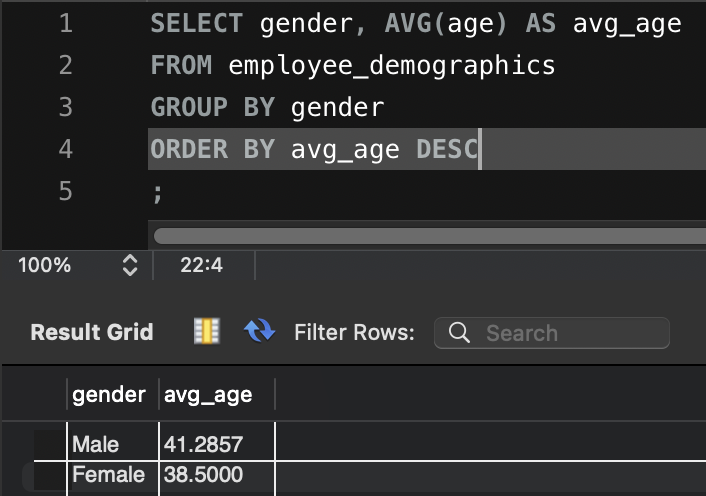 1 SELECT gender, AVG(age) AS avg_age
2 FROM employee_demographics
3 GROUP BY gender
4 ORDER BY avg_age DESC
5 ;
100% 22:4
Result Grid Filter Rows: Search
gender avg_age
Male 41.2857
Female 38.5000